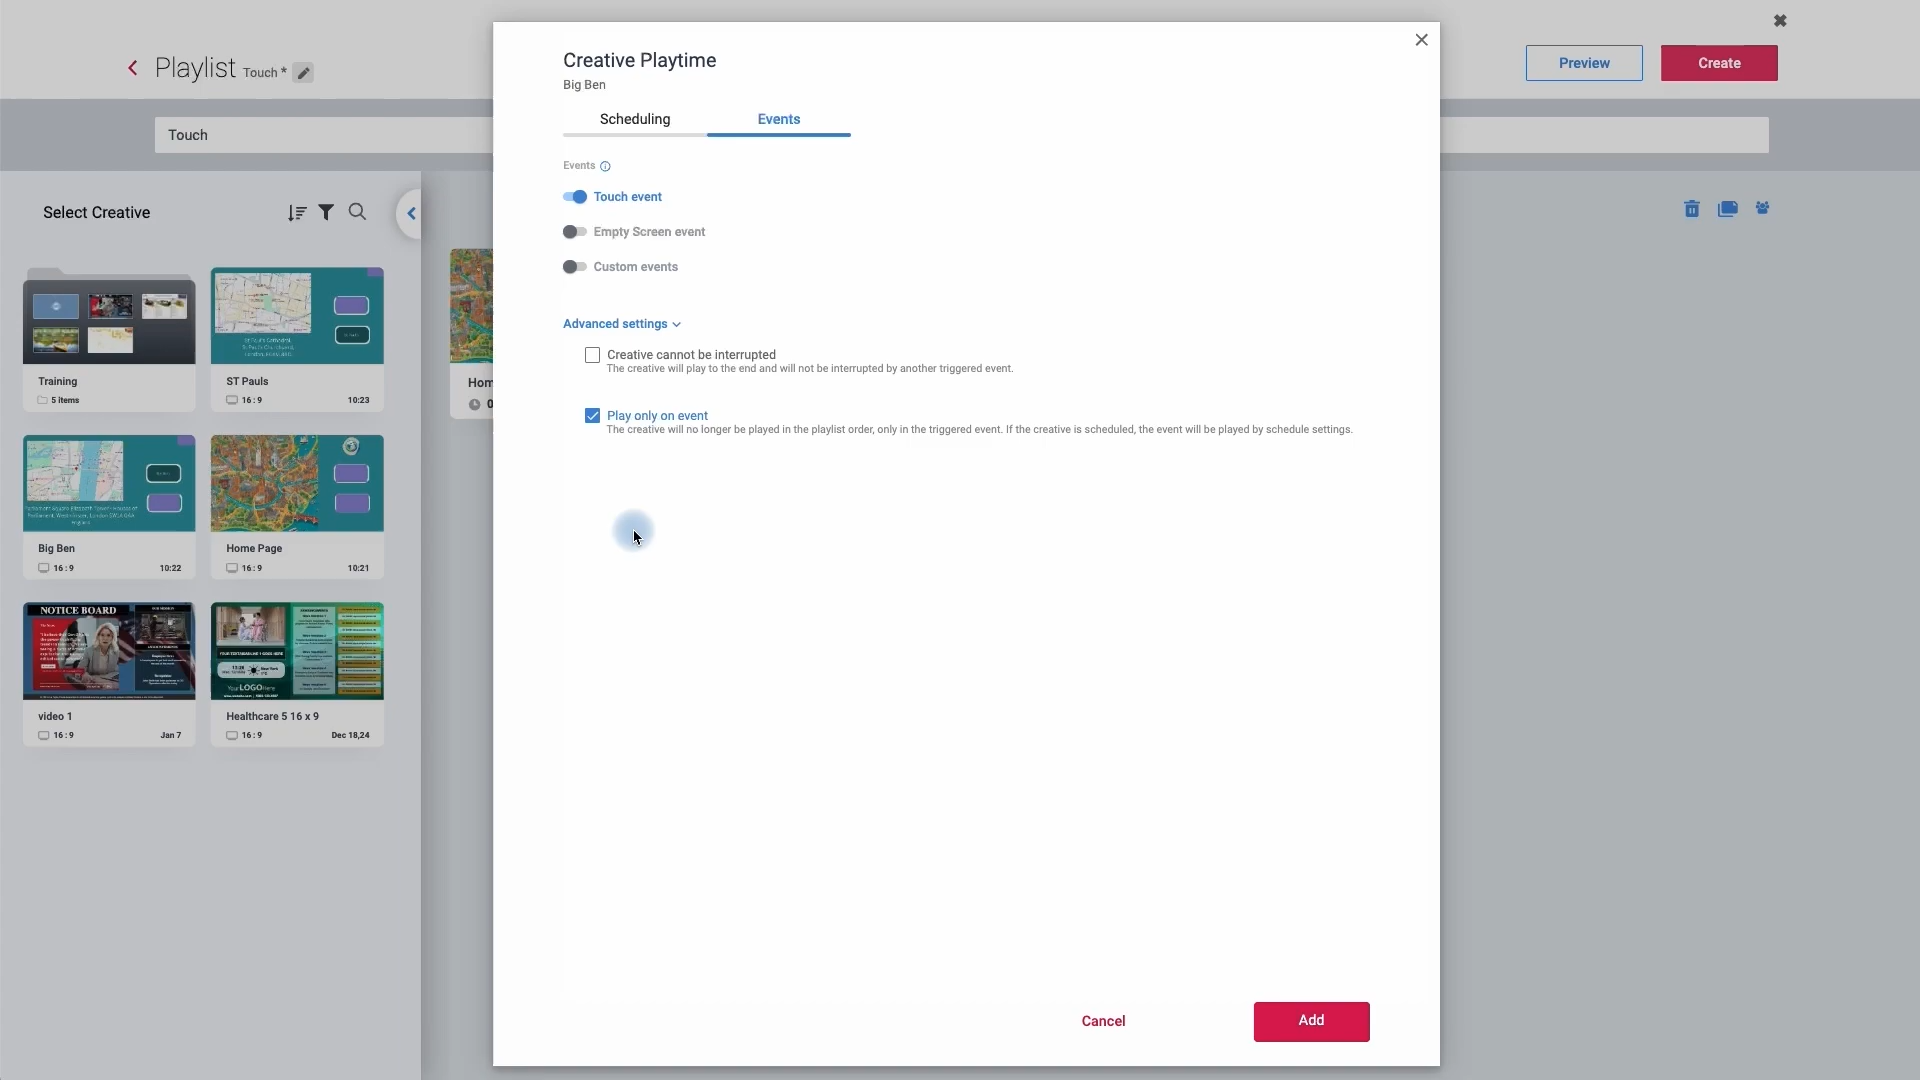 Playlist Touch *
Preview
Create
Touch
Select Creative
Training
5 items
ST Pauls
16 : 9
10:23
Big Ben
16 : 9
10:22
Home Page
16 : 9
10:21
NOTICE BOARD
video 1
16 : 9
Jan 7
Your LOGO Here
Healthcare 5 16 x 9
16 : 9
Dec 18,24
Hom
0
Creative Playtime
Big Ben
Scheduling
Events
Events
Touch event
Empty Screen event
Custom events
Advanced settings
Creative cannot be interrupted
The creative will play to the end and will not be interrupted by another triggered event.
Play only on event
The creative will no longer be played in the playlist order, only in the triggered event. If the creative is scheduled, the event will be played by schedule settings.
Cancel
Add